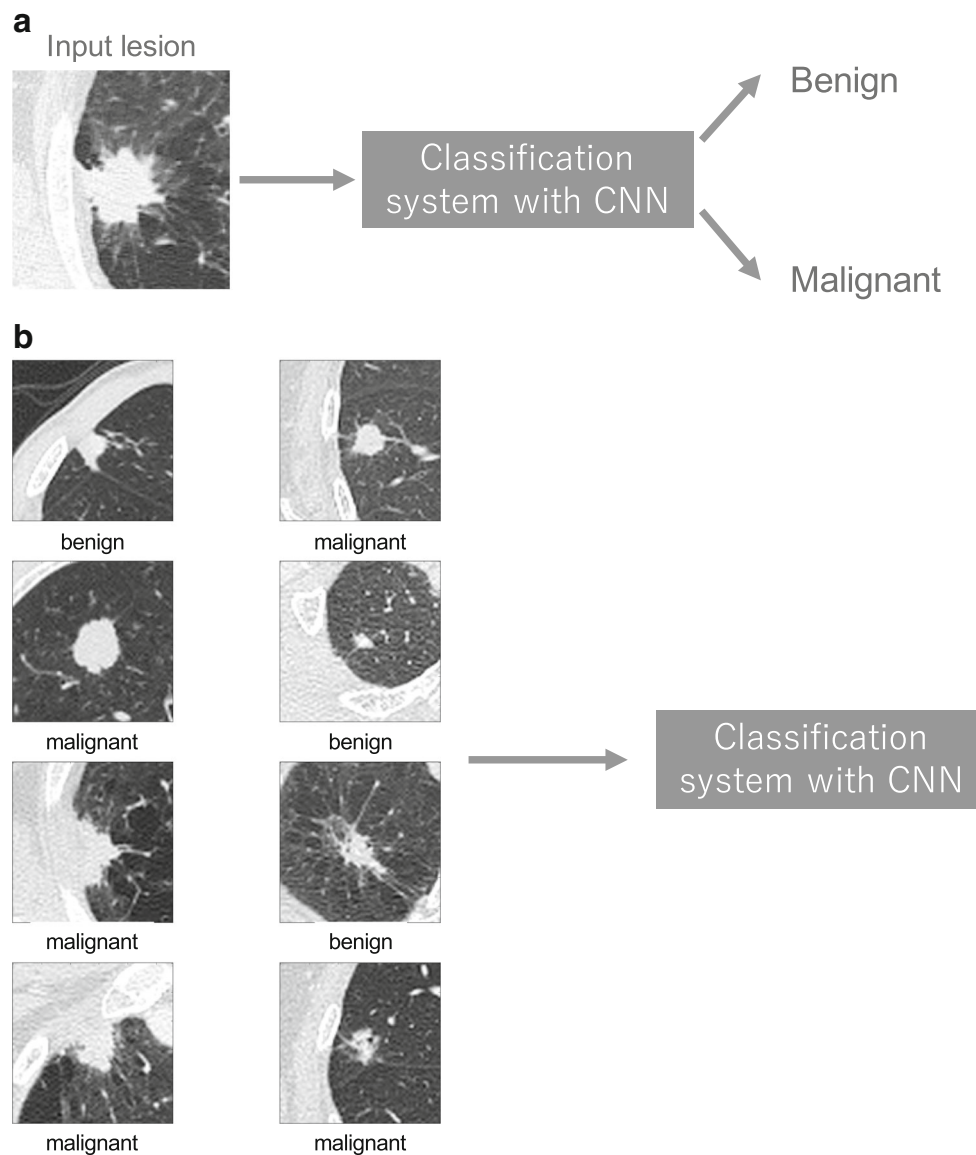 a
Input lesion
Classification
system with CNN
Benign
Malignant
b
benign
malignant
malignant
benign
malignant
benign
malignant
malignant
Classification
system with CNN